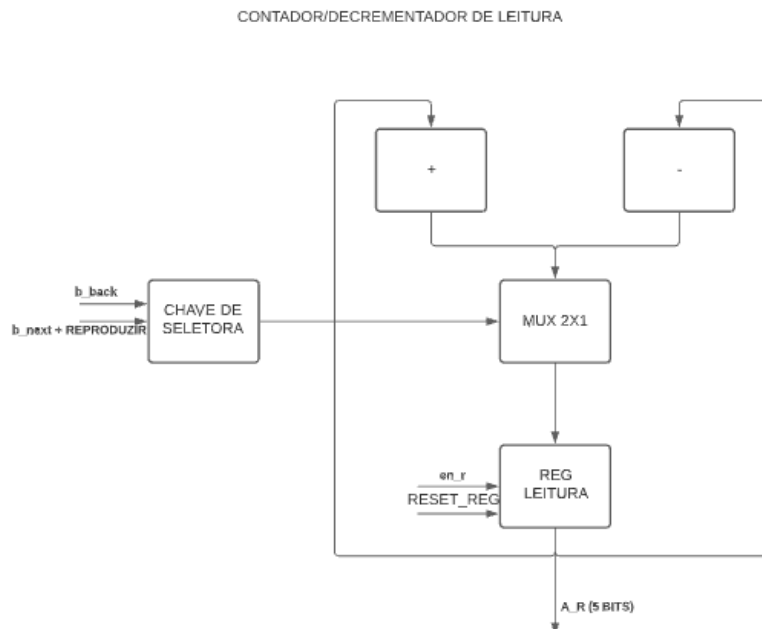 CONTADOR/DECREMENTADOR DE LEITURA
+
-
b_back
b_next + REPRODUZIR
CHAVE DE
SELETORA
MUX 2X1
en_r
RESET_REG
REG
LEITURA
A_R (5 BITS)